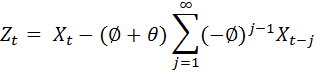 Z_t = X_t − (Ø + θ) ∑_{j=1}^{∞} (−Ø)^{j−1} X_{t−j}